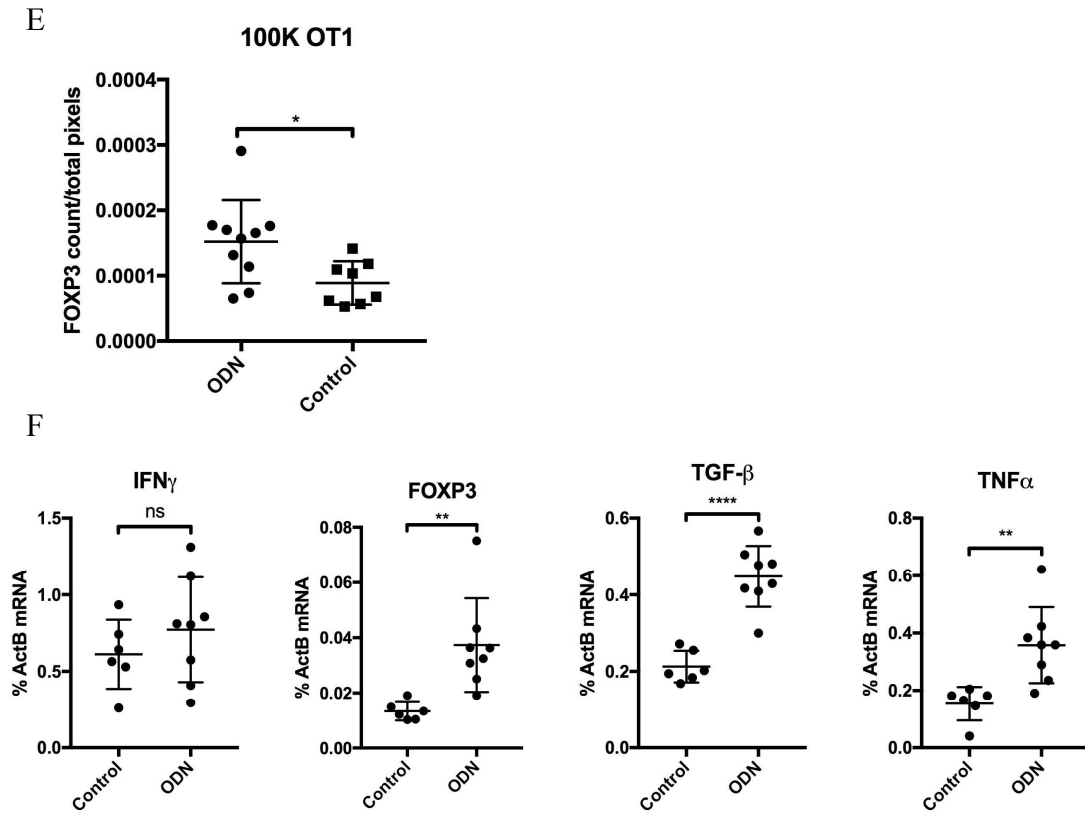 E
100K OT1
FOXP3 count/total pixels
0.0004
0.0003
0.0002
0.0001
0.0000
*
ODN
Control
F
IFNγ
% ActB mRNA
1.5
1.0
0.5
0.0
ns
Control
ODN
FOXP3
% ActB mRNA
0.08
0.06
0.04
0.02
0.00
**
Control
ODN
TGF-β
% ActB mRNA
0.6
0.4
0.2
0.0
****
Control
ODN
TNFα
% ActB mRNA
0.8
0.6
0.4
0.2
0.0
**
Control
ODN